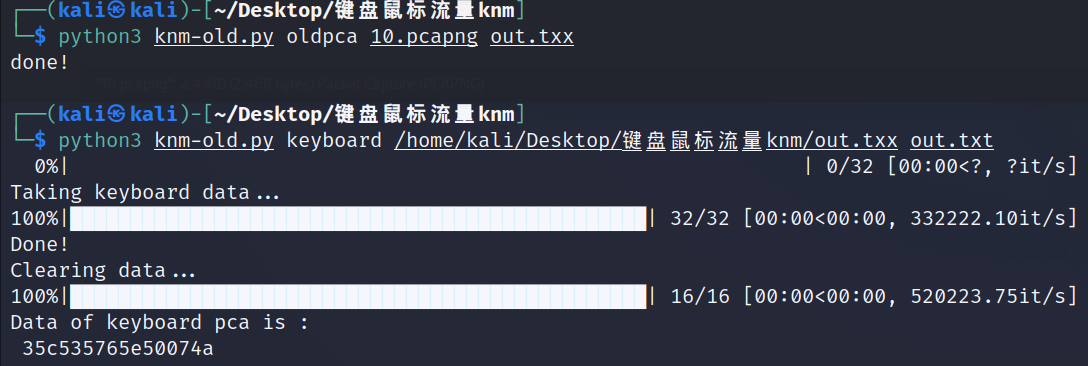 ┌──(kali㉿kali)-[~/Desktop/键盘鼠标流量knm]
└─$ python3 knm-old.py oldpca 10.pcapng out.txx
done!
┌──(kali㉿kali)-[~/Desktop/键盘鼠标流量knm]
└─$ python3 knm-old.py keyboard /home/kali/Desktop/键盘鼠标流量knm/out.txx out.txt
0%| | 0/32 [00:00<?, ?it/s]
Taking keyboard data...
100%|██████████| 32/32 [00:00<00:00, 332222.10it/s]
Done!
Clearing data...
100%|██████████| 16/16 [00:00<00:00, 520223.75it/s]
Data of keyboard pca is :
35c535765e50074a